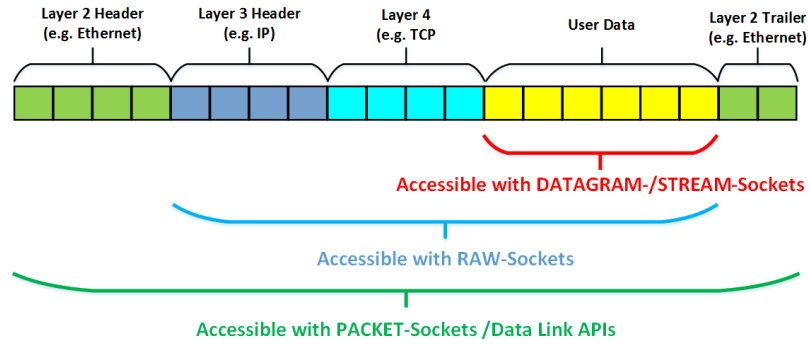 Layer 2 Header
(e.g. Ethernet)
Layer 3 Header
(e.g. IP)
Layer 4
(e.g. TCP
User Data
Layer 2 Trailer
(e.g. Ethernet)
Accessible with DATAGRAM-/STREAM-Sockets
Accessible with RAW-Sockets
Accessible with PACKET-Sockets /Data Link APIs